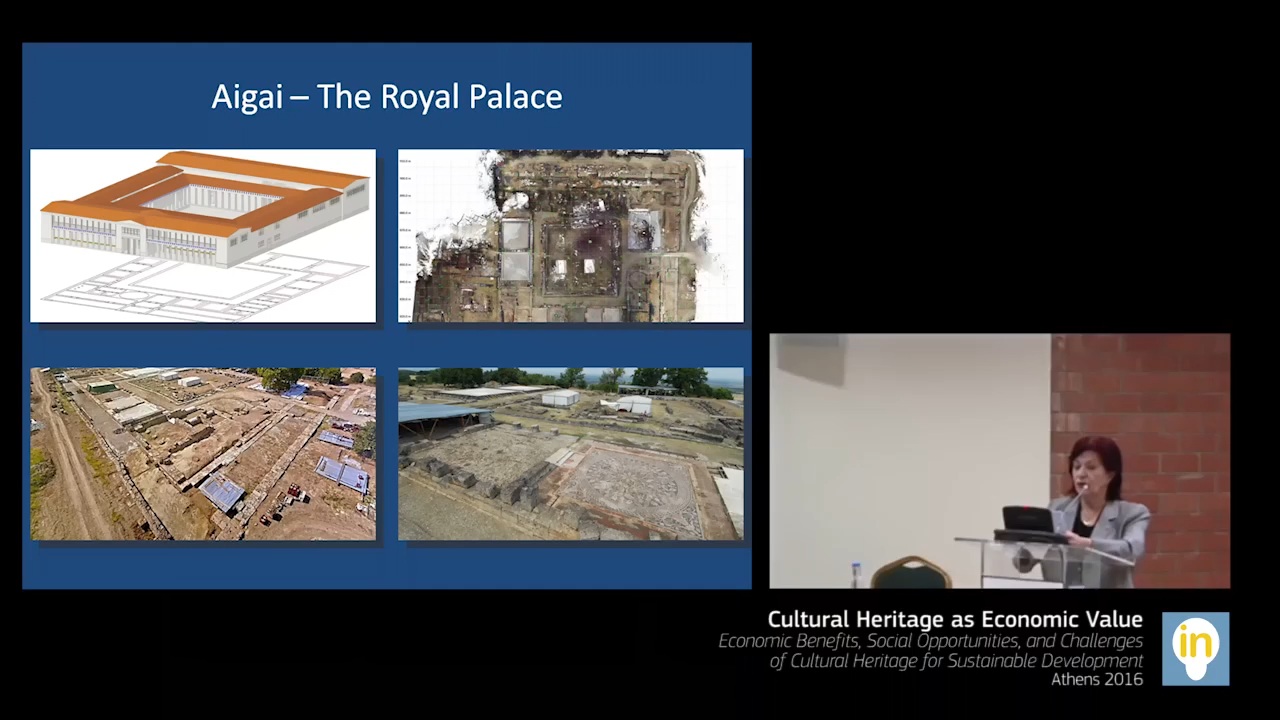 Aigai – The Royal Palace
Cultural Heritage as Economic Value
Economic Benefits, Social Opportunities, and Challenges
of Cultural Heritage for Sustainable Development
Athens 2016
in